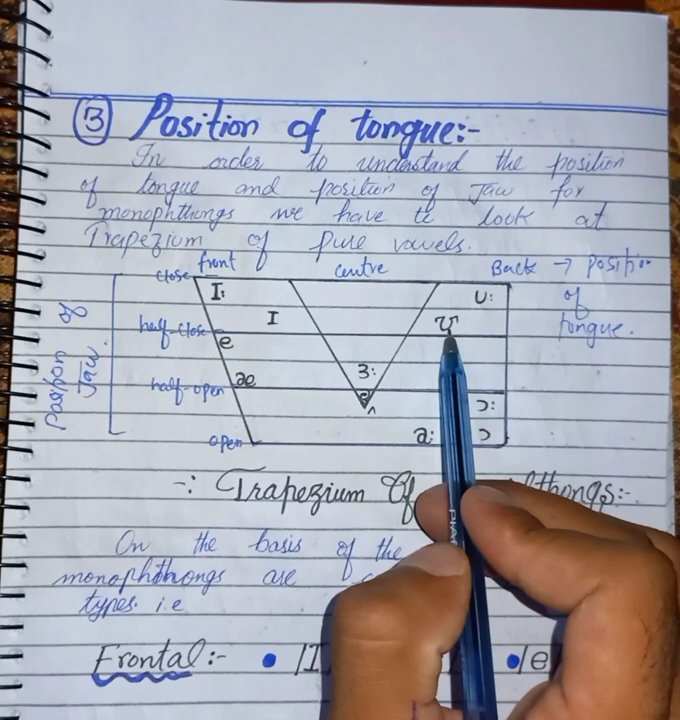 3 Position of tongue:-
In order to understand the position
of tongue and position of Jaw for
monophthongs we have to look at
Trapezium of pure vowels.
front centre Back → position
of
tongue.
Position of
Jaw.
close
half-close
half-open
open
I: U:
I ʊ
e
æ 3:
ə
ʌ ɔ:
a: ɔ
-: Trapezium Of
On the basis of the
monophthongs are
types. i.e
Frontal:- • /I • /e